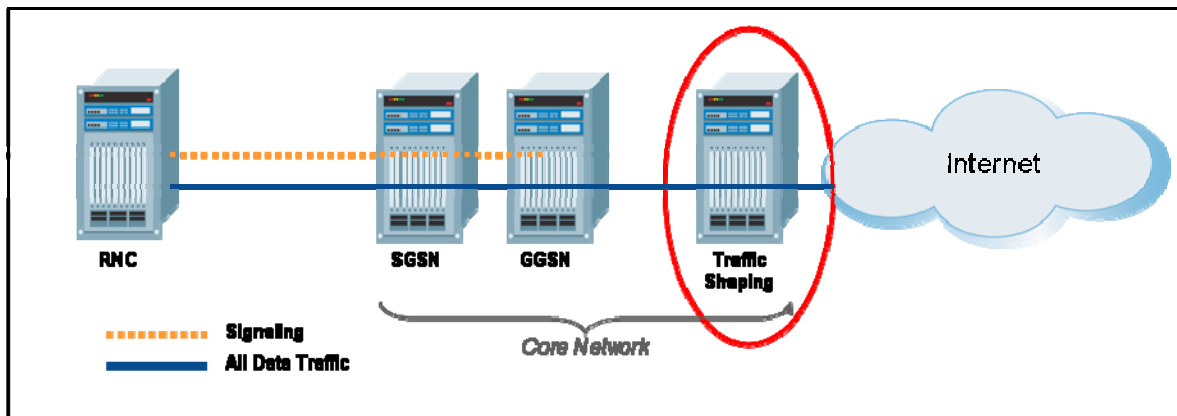 Internet
RNC
SGSN
GGSN
Traffic
Shaping
Signaling
All Data Traffic
Core Network